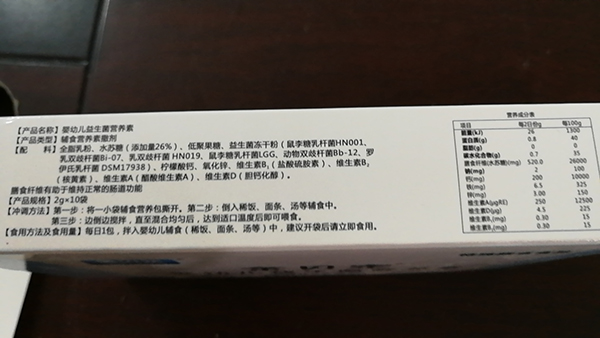 【产品名称】婴幼儿益生菌营养素
【产品类型】辅食营养素撒剂
【配 料】全脂乳粉、水苏糖（添加量26%）、低聚果糖、益生菌冻干粉（鼠李糖乳杆菌HN001、
乳双歧杆菌Bi-07、乳双歧杆菌 HN019、鼠李糖乳杆菌LGG、动物双歧杆菌Bb-12、罗
伊氏乳杆菌 DSM17938）、柠檬酸钙、氧化锌、维生素B₁(盐酸硫胺素）、维生素B₂
（核黄素）、维生素A（醋酸维生素A）、维生素D（胆钙化醇）。
膳食纤维有助于维持正常的肠道功能
【产品规格】2g×10袋
【冲调方法】第一步：将一小袋辅食营养包撕开。第二步：倒入稀饭、面条、汤等辅食中。
第三步：边倒边搅拌，直至混合均匀后，达到适口温度后即可喂食。
【食用方法及食用量】每日1包，拌入婴幼儿辅食（稀饭、面条、汤等）中，建议开袋后请立即食用。
营养成分表
项目 每2日份g 每100g
能量(kJ) 26 1300
蛋白质(g) 0.8 40
脂肪(g) 0 0
碳水化合物(g) 0.7 35
膳食纤维(水苏糖)(mg) 520.0 26000
钠(mg) 2 100
钙(mg) 200 10000
铁(mg) 6.5 325
锌(mg) 3.00 150
维生素A(μgRE) 250 12500
维生素D(μg) 4.5 225
维生素B₁(mg) 0.30 15
维生素B₂(mg) 0.30 15